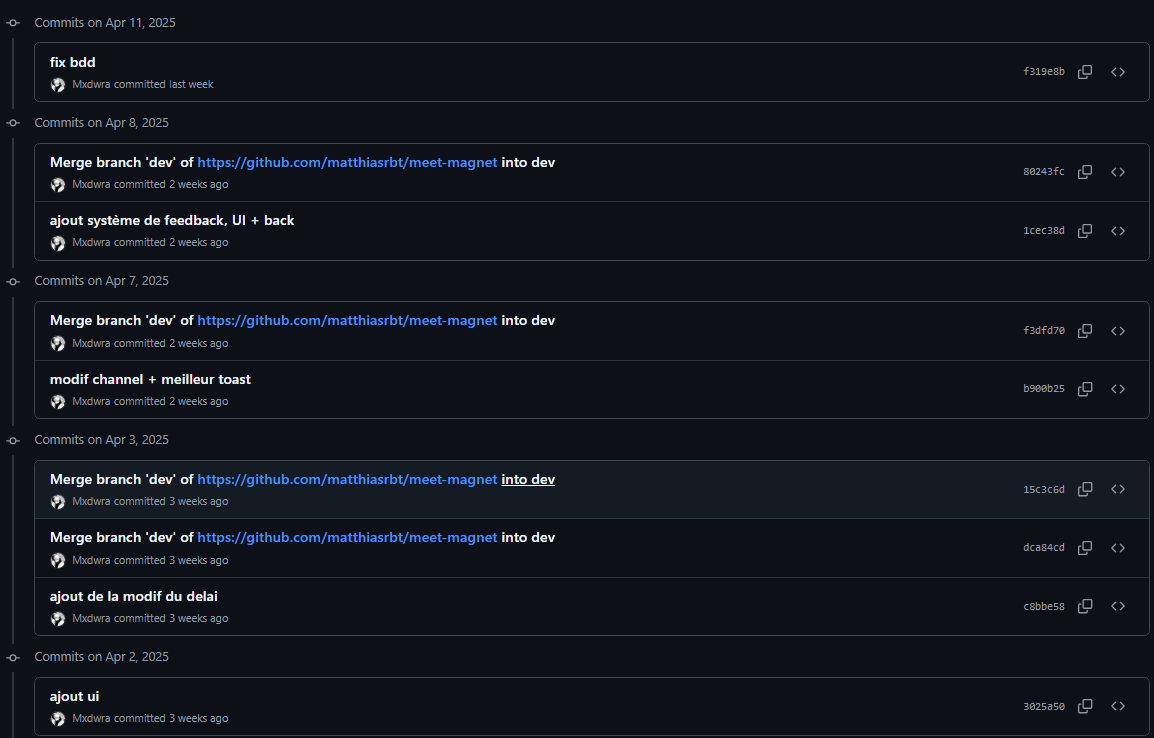 Commits on Apr 11, 2025
fix bdd
Mxdwra committed last week
f319e8b
Commits on Apr 8, 2025
Merge branch 'dev' of https://github.com/matthiasrbt/meet-magnet into dev
Mxdwra committed 2 weeks ago
80243fc
ajout système de feedback, UI + back
Mxdwra committed 2 weeks ago
1cec38d
Commits on Apr 7, 2025
Merge branch 'dev' of https://github.com/matthiasrbt/meet-magnet into dev
Mxdwra committed 2 weeks ago
f3dfd70
modif channel + meilleur toast
Mxdwra committed 2 weeks ago
b900b25
Commits on Apr 3, 2025
Merge branch 'dev' of https://github.com/matthiasrbt/meet-magnet into dev
Mxdwra committed 3 weeks ago
15c3c6d
Merge branch 'dev' of https://github.com/matthiasrbt/meet-magnet into dev
Mxdwra committed 3 weeks ago
dca84cd
ajout de la modif du delai
Mxdwra committed 3 weeks ago
c8bbe58
Commits on Apr 2, 2025
ajout ui
Mxdwra committed 3 weeks ago
3025a50